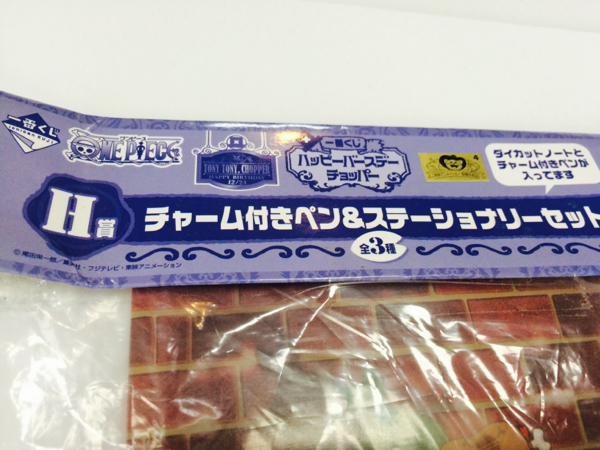 一番くじ
ワンピース
ONE PIECE
TONY TONY. CHOPPER
HAPPY BIRTHDAY
12/24
一番くじ
ハッピーバースデー
チョッパー
ダイカットノートと
チャーム付きペンが
入ってます
H賞
チャーム付きペン&ステーショナリーセット
全3種
© 尾田栄一郎/集英社・フジテレビ・東映アニメーション